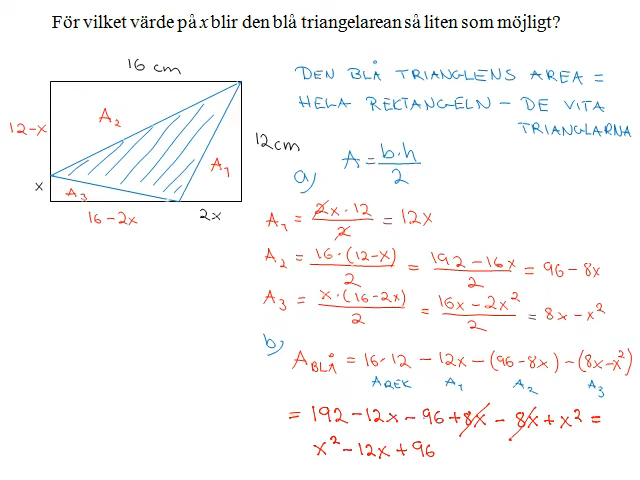 För vilket värde på x blir den blå triangelarean så liten som möjligt?
16 cm
DEN BLÅ TRIANGLENS AREA =
HELA REKTANGELN - DE VITA
TRIANGLARNA
A₂
12-x
12cm
A₁
x
A₃
16-2x
2x
a) A = b·h/2
A₁ = 2x·12/2 = 12x
A₂ = 16·(12-x)/2 = 192-16x/2 = 96-8x
A₃ = x·(16-2x)/2 = 16x-2x²/2 = 8x-x²
b)
A_BLÅ = 16·12 - 12x - (96-8x) - (8x-x²)
AREK A₁ A₂ A₃
= 192-12x-96+8x-8x+x² =
x²-12x+96